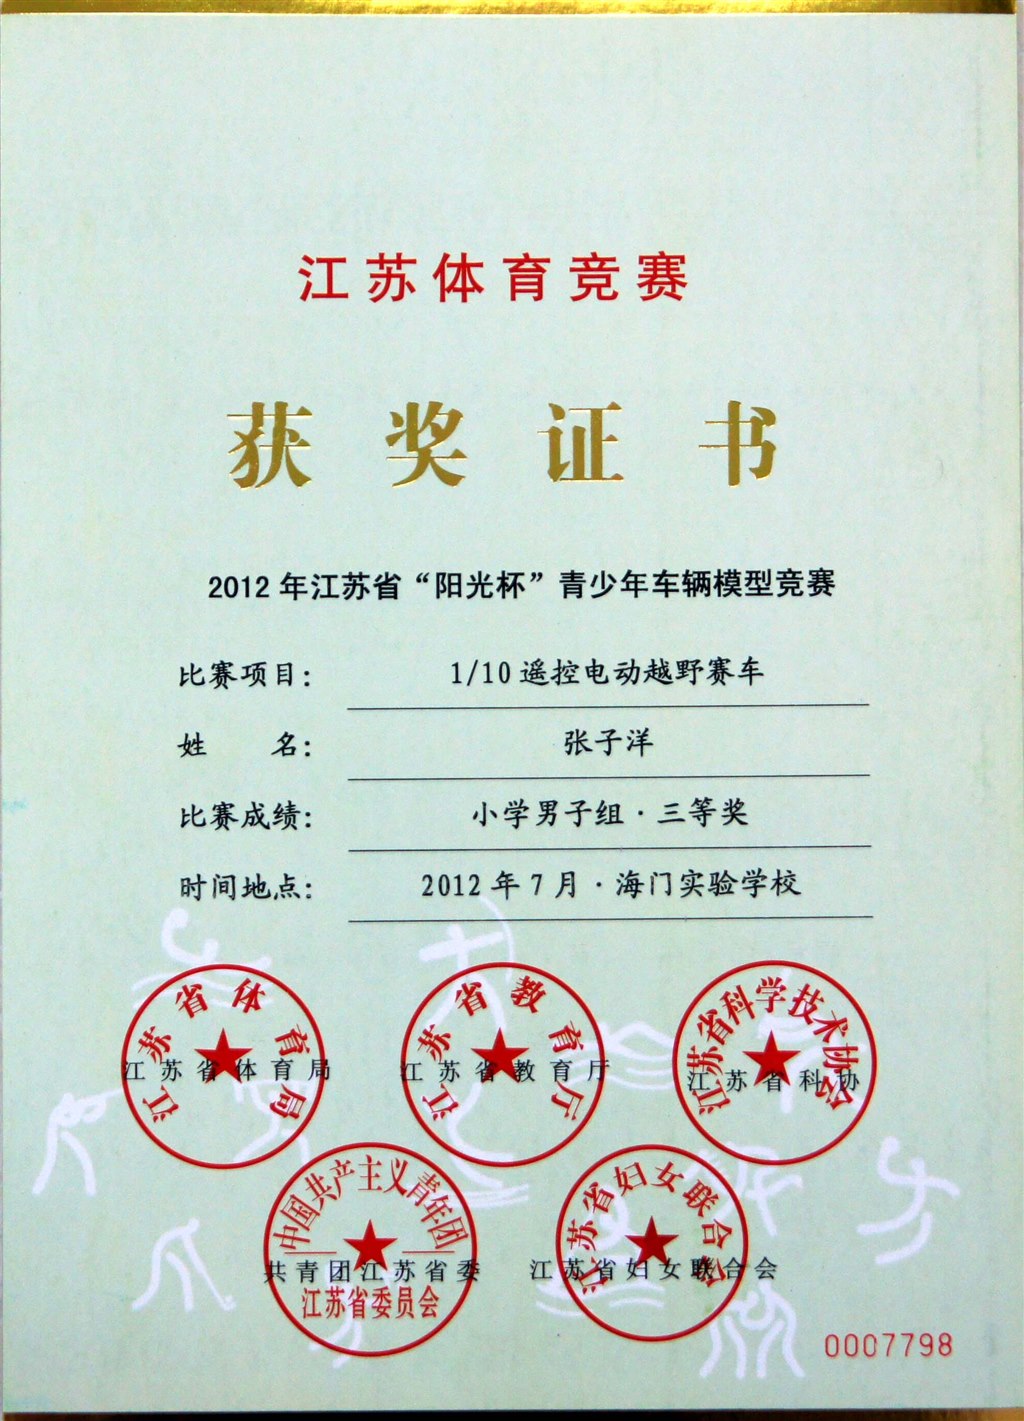 江苏体育竞赛
获奖证书
2012年江苏省“阳光杯”青少年车辆模型竞赛
比赛项目： 1/10遥控电动越野赛车
姓 名： 张子洋
比赛成绩： 小学男子组·三等奖
时间地点： 2012年7月·海门实验学校
江苏省体育局
江苏省体育局
江苏省教育厅
江苏省教育厅
江苏省科学技术协会
江苏省科协
中国共产主义青年团
共青团江苏省委
江苏省委员会
江苏省妇女联合会
江苏省妇女联合会
0007798